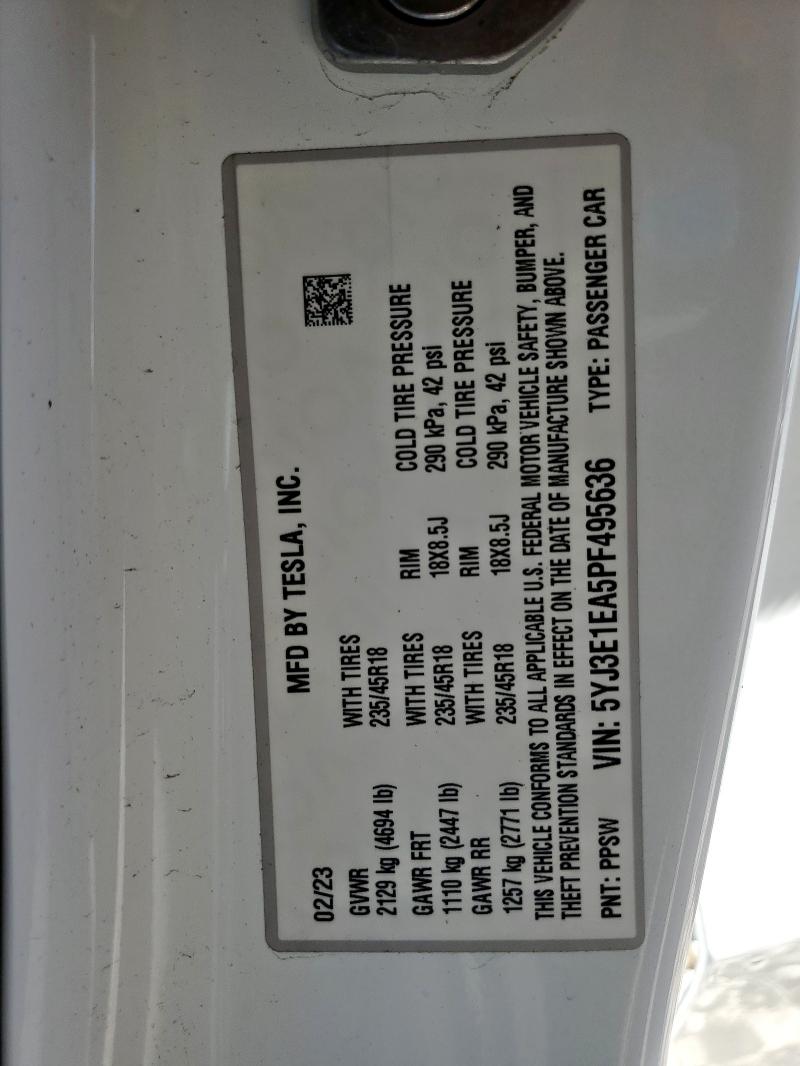 02/23 MFD BY TESLA, INC.
GVWR WITH TIRES
2129 kg (4694 lb) 235/45R18
GAWR FRT WITH TIRES RIM COLD TIRE PRESSURE
1110 kg (2447 lb) 235/45R18 18X8.5J 290 kPa, 42 psi
GAWR RR WITH TIRES RIM COLD TIRE PRESSURE
1257 kg (2771 lb) 235/45R18 18X8.5J 290 kPa, 42 psi
THIS VEHICLE CONFORMS TO ALL APPLICABLE U.S. FEDERAL MOTOR VEHICLE SAFETY, BUMPER, AND
THEFT PREVENTION STANDARDS IN EFFECT ON THE DATE OF MANUFACTURE SHOWN ABOVE.
PNT: PPSW VIN: 5YJ3E1EA5PF495636 TYPE: PASSENGER CAR